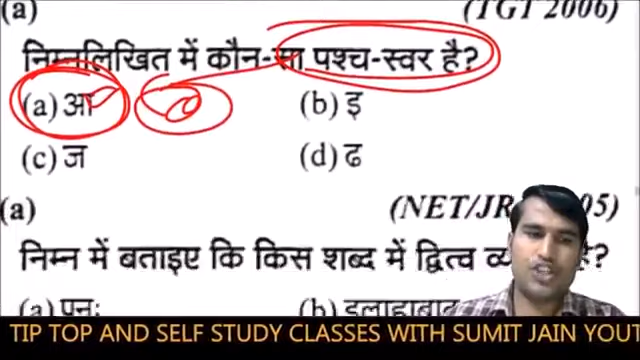 (a) (TGT 2006)
निम्नलिखित में कौन-सा पश्च-स्वर है?
(a) आ (b) इ
(c) ज (d) ढ
(a) (NET/JR 05)
निम्न में बताइए कि किस शब्द में द्वित्व है?
(a) पुनः (b) इलाहाबाद
TIP TOP AND SELF STUDY CLASSES WITH SUMIT JAIN YOUT